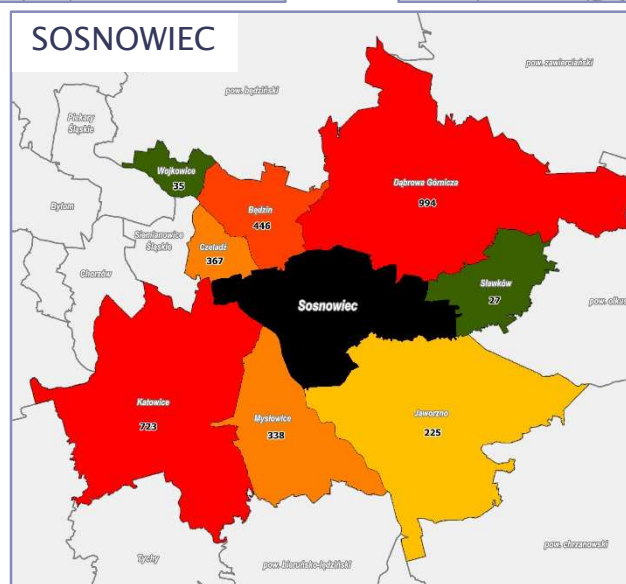 SOSNOWIEC
pow. będziński
pow. zawierciański
Piekary
Śląskie
Wojkowice
35
Dąbrowa Górnicza
994
Bytom
Będzin
446
Siemianowice
Śląskie
Czeladź
367
Chorzów
Sławków
27
Sosnowiec
pow. olkus
Katowice
723
Mysłowice
338
Jaworzno
225
Tychy
pow. bieruńsko-lędziński
pow. chrzanowski